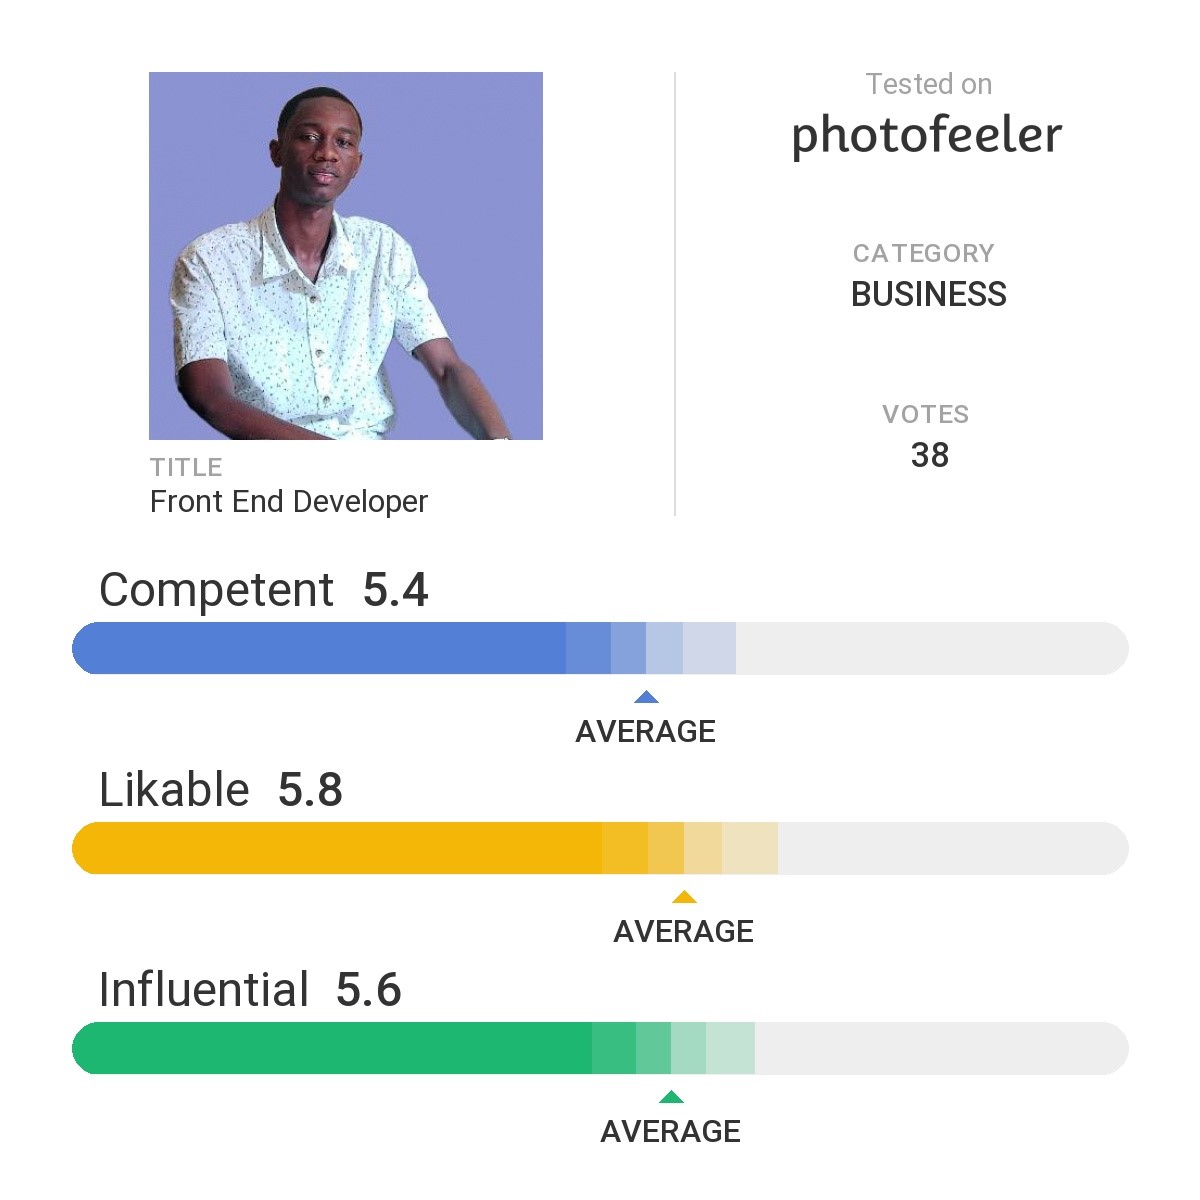 Tested on
photofeeler
CATEGORY
BUSINESS
VOTES
38
TITLE
Front End Developer
Competent 5.4
AVERAGE
Likable 5.8
AVERAGE
Influential 5.6
AVERAGE